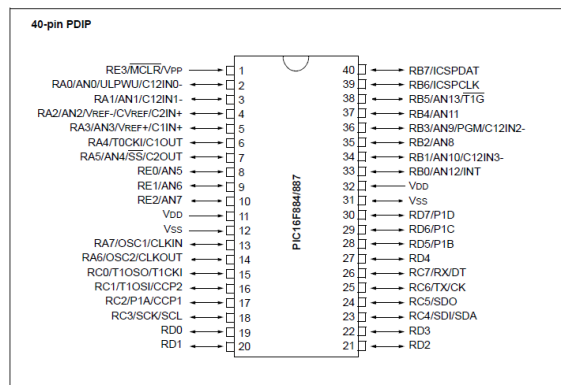 40-pin PDIP
RE3/MCLR/VPP 1 40 RB7/ICSPDAT
RA0/AN0/ULPWU/C12IN0- 2 39 RB6/ICSPCLK
RA1/AN1/C12IN1- 3 38 RB5/AN13/T1G
RA2/AN2/VREF-/CVREF/C2IN+ 4 37 RB4/AN11
RA3/AN3/VREF+/C1IN+ 5 36 RB3/AN9/PGM/C12IN2-
RA4/T0CKI/C1OUT 6 35 RB2/AN8
RA5/AN4/SS/C2OUT 7 34 RB1/AN10/C12IN3-
RE0/AN5 8 33 RB0/AN12/INT
RE1/AN6 9 32 VDD
RE2/AN7 10 31 VSS
VDD 11 30 RD7/P1D
VSS 12 29 RD6/P1C
RA7/OSC1/CLKIN 13 28 RD5/P1B
RA6/OSC2/CLKOUT 14 27 RD4
RC0/T1OSO/T1CKI 15 26 RC7/RX/DT
RC1/T1OSI/CCP2 16 25 RC6/TX/CK
RC2/P1A/CCP1 17 24 RC5/SDO
RC3/SCK/SCL 18 23 RC4/SDI/SDA
RD0 19 22 RD3
RD1 20 21 RD2
PIC16F884/887